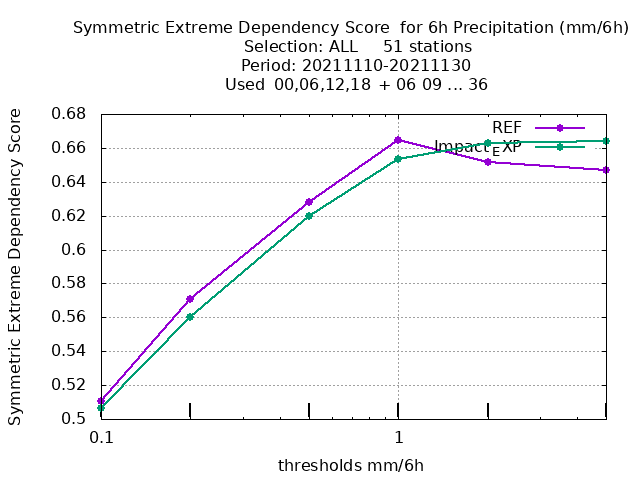 Symmetric Extreme Dependency Score for 6h Precipitation (mm/6h)
Selection: ALL 51 stations
Period: 20211110-20211130
Used 00,06,12,18 + 06 09 ... 36
Symmetric Extreme Dependency Score
0.68
0.66
0.64
0.62
0.6
0.58
0.56
0.54
0.52
0.5
REF
Impact_EXP
0.1
1
thresholds mm/6h